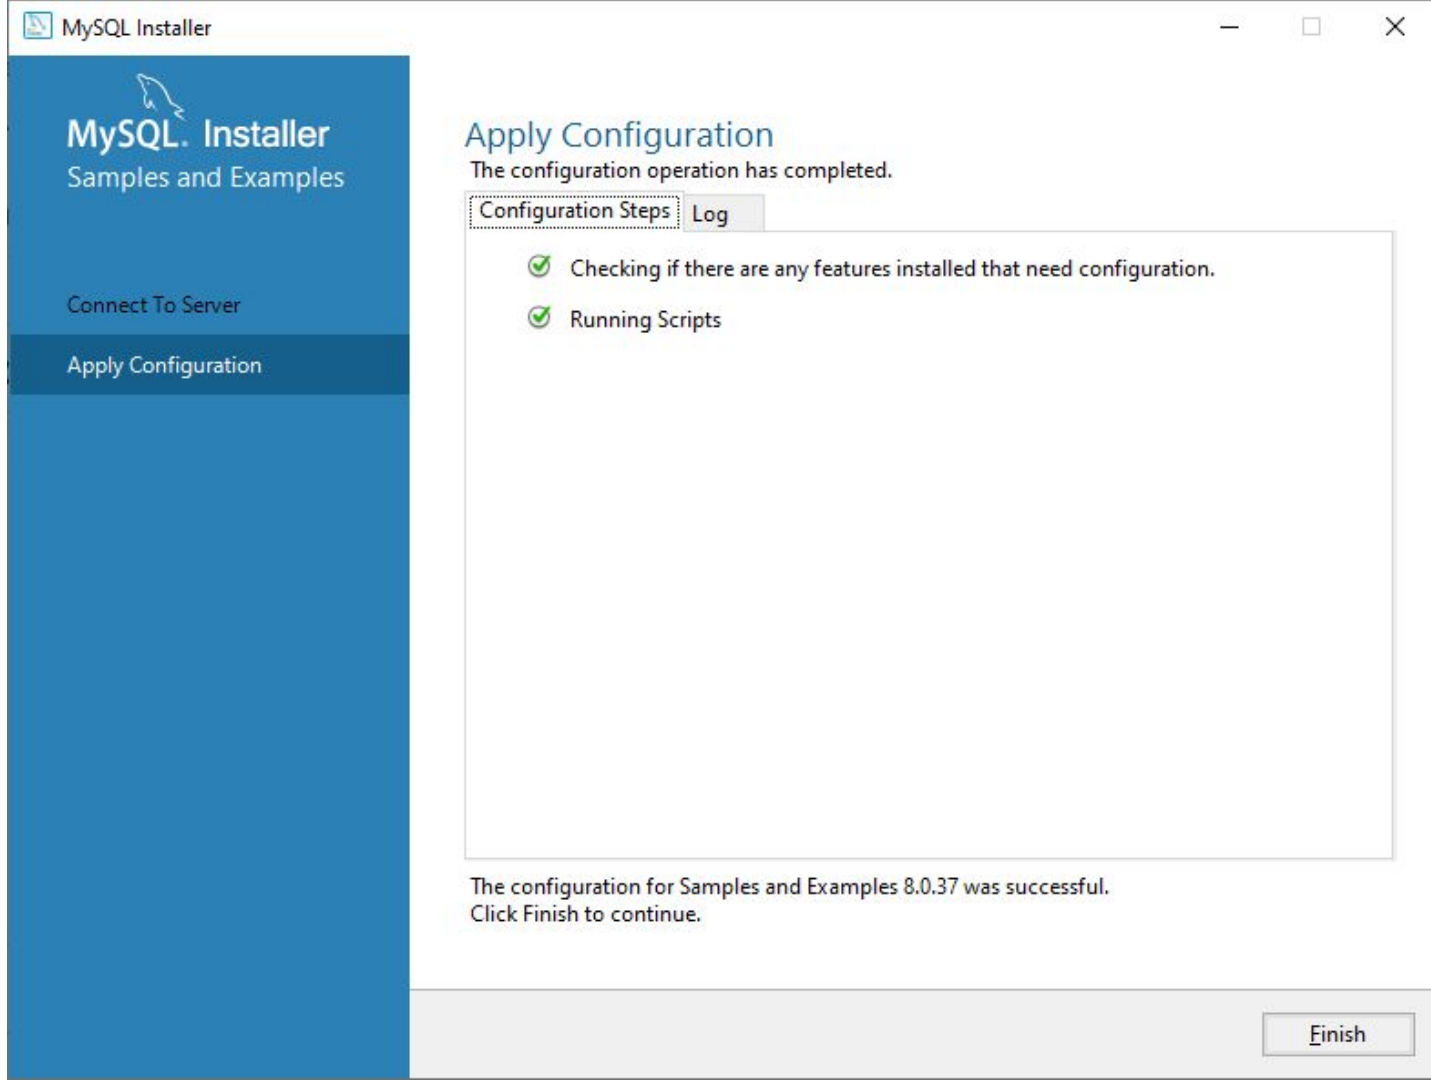 MySQL Installer
MySQL. Installer
Samples and Examples
Connect To Server
Apply Configuration
Apply Configuration
The configuration operation has completed.
Configuration Steps
Log
Checking if there are any features installed that need configuration.
Running Scripts
The configuration for Samples and Examples 8.0.37 was successful.
Click Finish to continue.
Finish